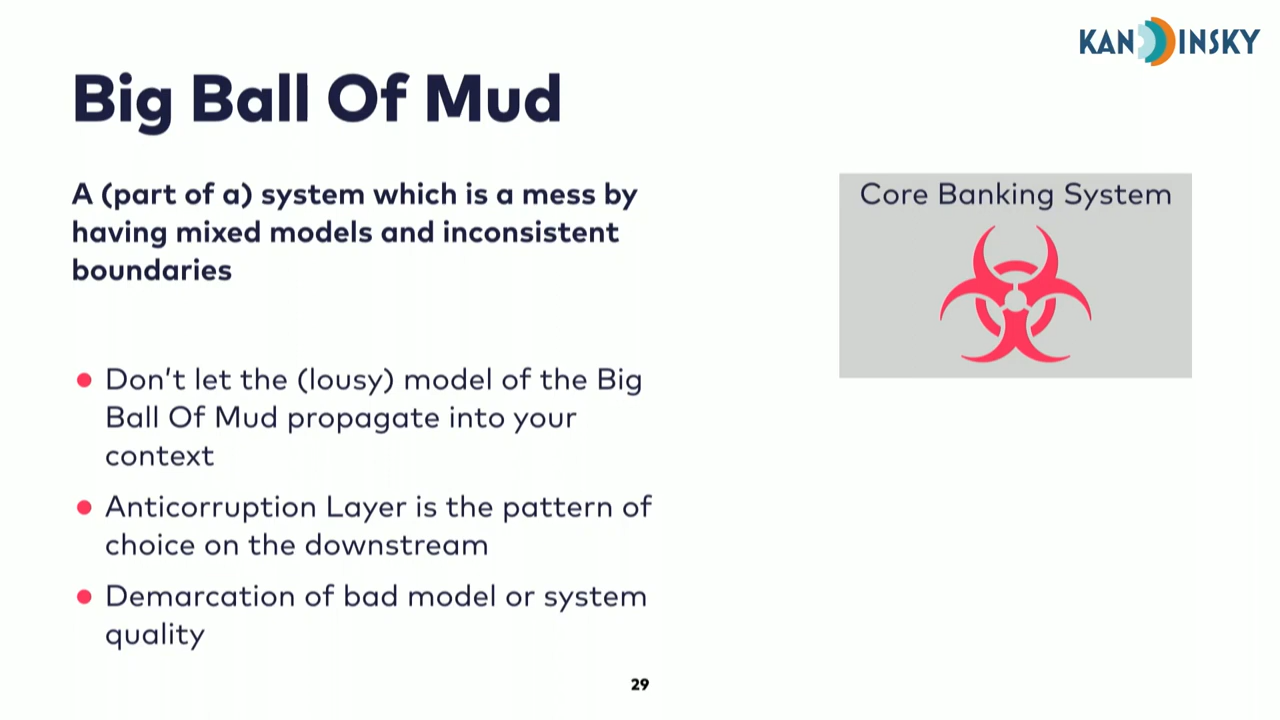 KANDDINSKY
Big Ball Of Mud
A (part of a) system which is a mess by
having mixed models and inconsistent
boundaries
Core Banking System
● Don't let the (lousy) model of the Big
Ball Of Mud propagate into your
context
● Anticorruption Layer is the pattern of
choice on the downstream
● Demarcation of bad model or system
quality
29